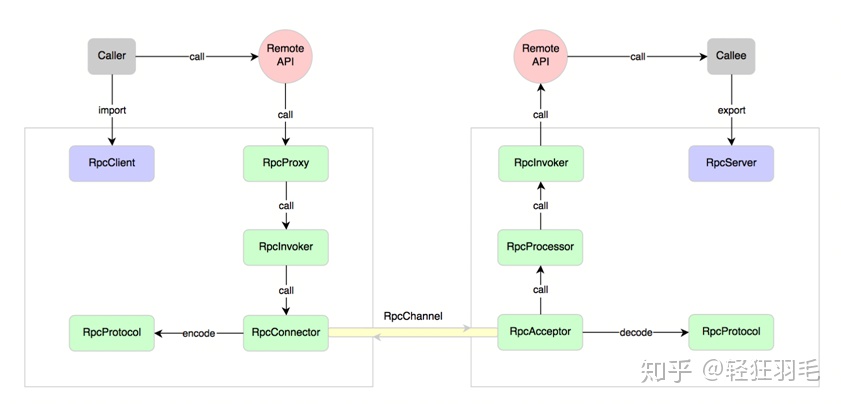 Caller
call
Remote
API
Remote
API
call
Callee
import
call
call
export
RpcClient
RpcProxy
RpcInvoker
RpcServer
call
call
RpcInvoker
RpcProcessor
call
call
RpcChannel
RpcProtocol
encode
RpcConnector
RpcAcceptor
decode
RpcProtocol
知乎 @轻狂羽毛